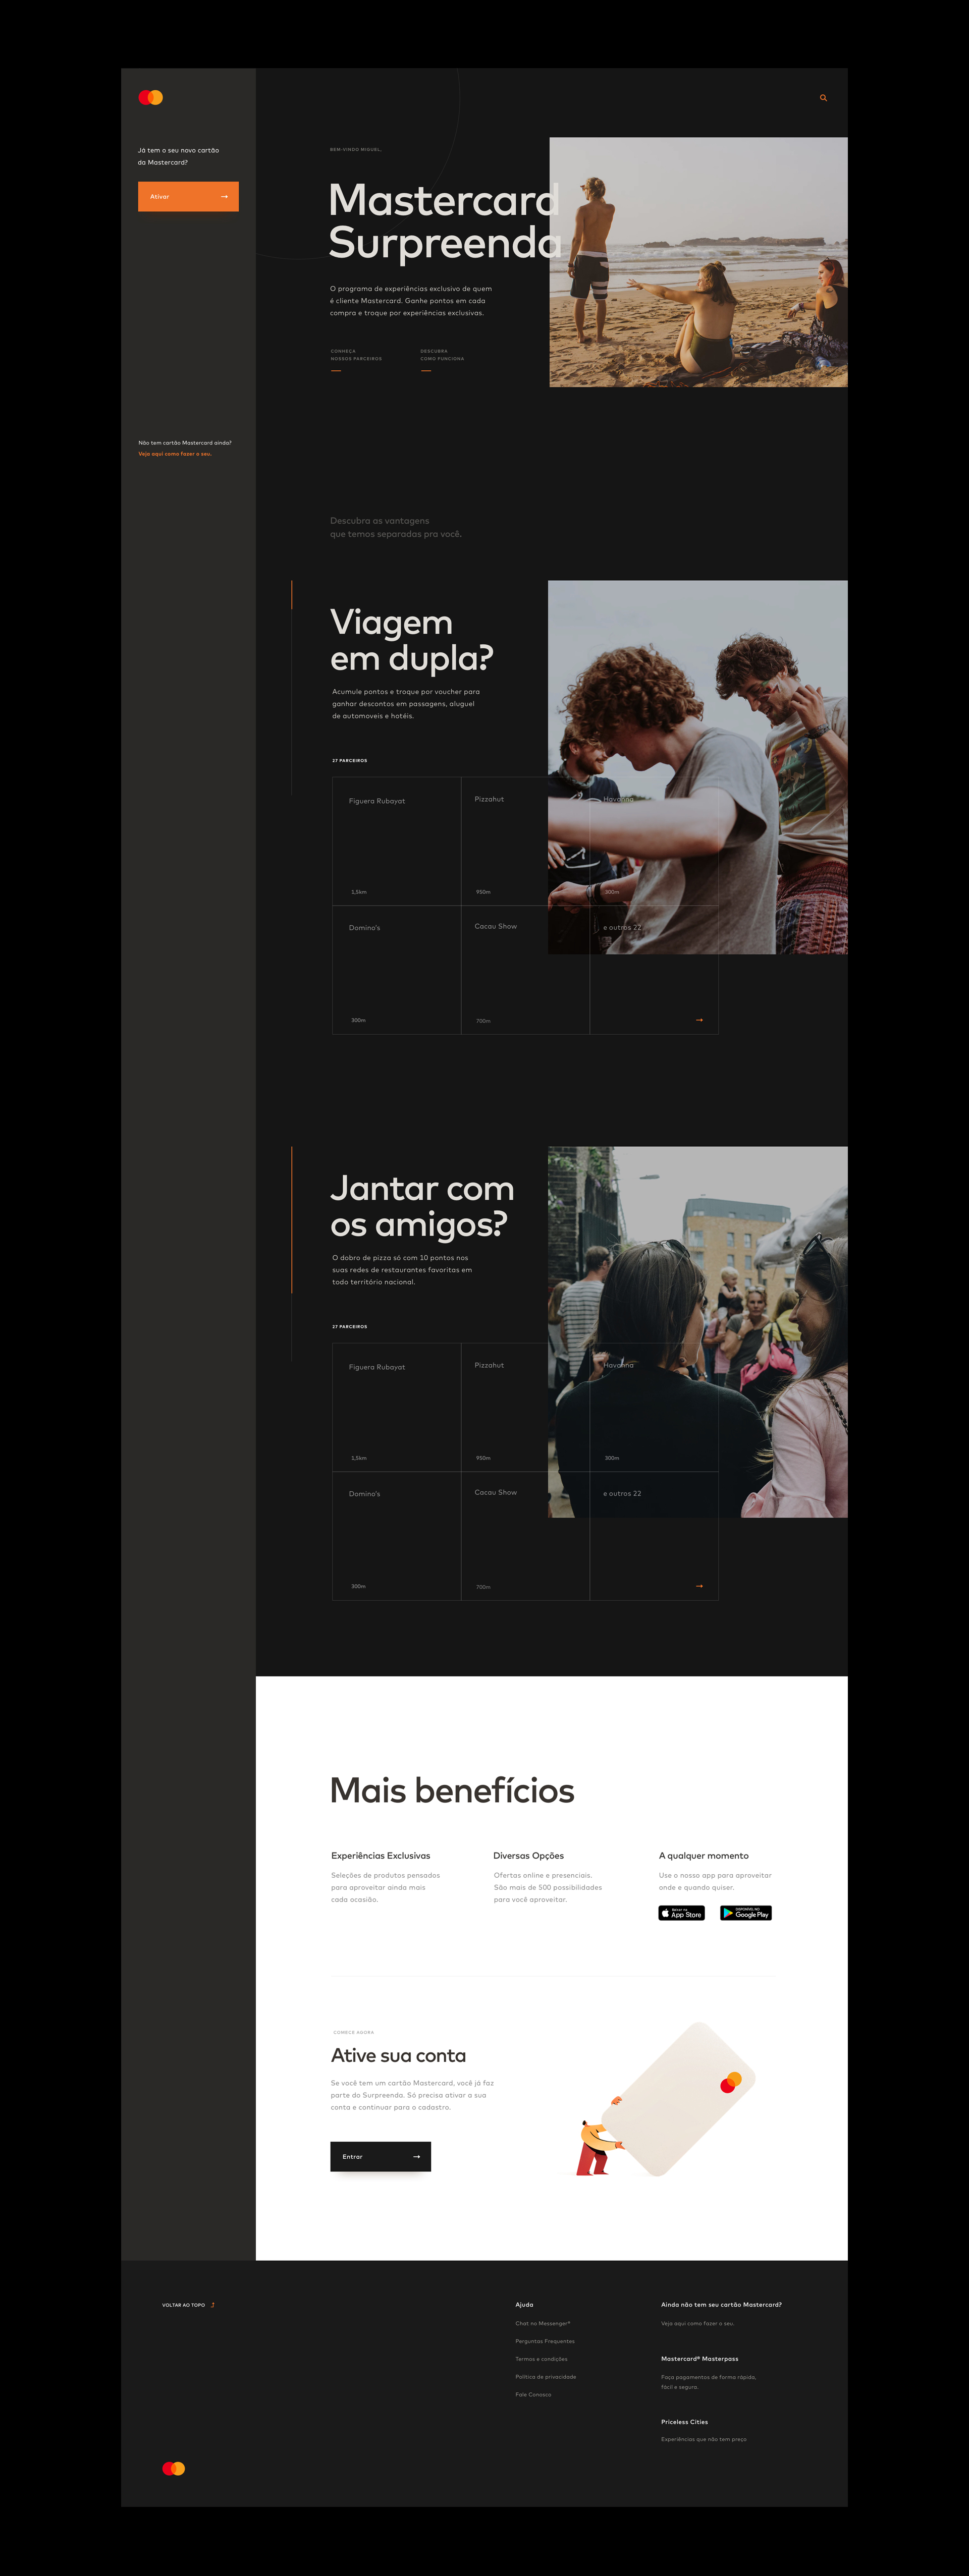 Já tem o seu novo cartão
da Mastercard?
Ativar
Não tem cartão Mastercard ainda?
Veja aqui como fazer o seu.
BEM-VINDO MIGUEL,
Mastercard
Surpreenda
O programa de experiências exclusivo de quem
é cliente Mastercard. Ganhe pontos em cada
compra e troque por experiências exclusivas.
CONHEÇA
NOSSOS PARCEIROS
DESCUBRA
COMO FUNCIONA
Descubra as vantagens
que temos separadas pra você.
Viagem
em dupla?
Acumule pontos e troque por voucher para
ganhar descontos em passagens, aluguel
de automoveis e hotéis.
27 PARCEIROS
Figuera Rubayat
Pizzahut
Havanna
1,5km
950m
300m
Domino's
Cacau Show
e outros 22
300m
700m
Jantar com
os amigos?
O dobro de pizza só com 10 pontos nos
suas redes de restaurantes favoritas em
todo território nacional.
27 PARCEIROS
Figuera Rubayat
Pizzahut
Havanna
1,5km
950m
300m
Domino's
Cacau Show
e outros 22
300m
700m
Mais benefícios
Experiências Exclusivas
Seleções de produtos pensados
para aproveitar ainda mais
cada ocasião.
Diversas Opções
Ofertas online e presenciais.
São mais de 500 possibilidades
para você aproveitar.
A qualquer momento
Use o nosso app para aproveitar
onde e quando quiser.
Baixar na
App Store
DISPONÍVEL NO
Google Play
COMECE AGORA
Ative sua conta
Se você tem um cartão Mastercard, você já faz
parte do Surpreenda. Só precisa ativar a sua
conta e continuar para o cadastro.
Entrar
VOLTAR AO TOPO
Ajuda
Chat no Messenger®
Perguntas Frequentes
Termos e condições
Política de privacidade
Fale Conosco
Ainda não tem seu cartão Mastercard?
Veja aqui como fazer o seu.
Mastercard® Masterpass
Faça pagamentos de forma rápida,
fácil e segura.
Priceless Cities
Experiências que não tem preço